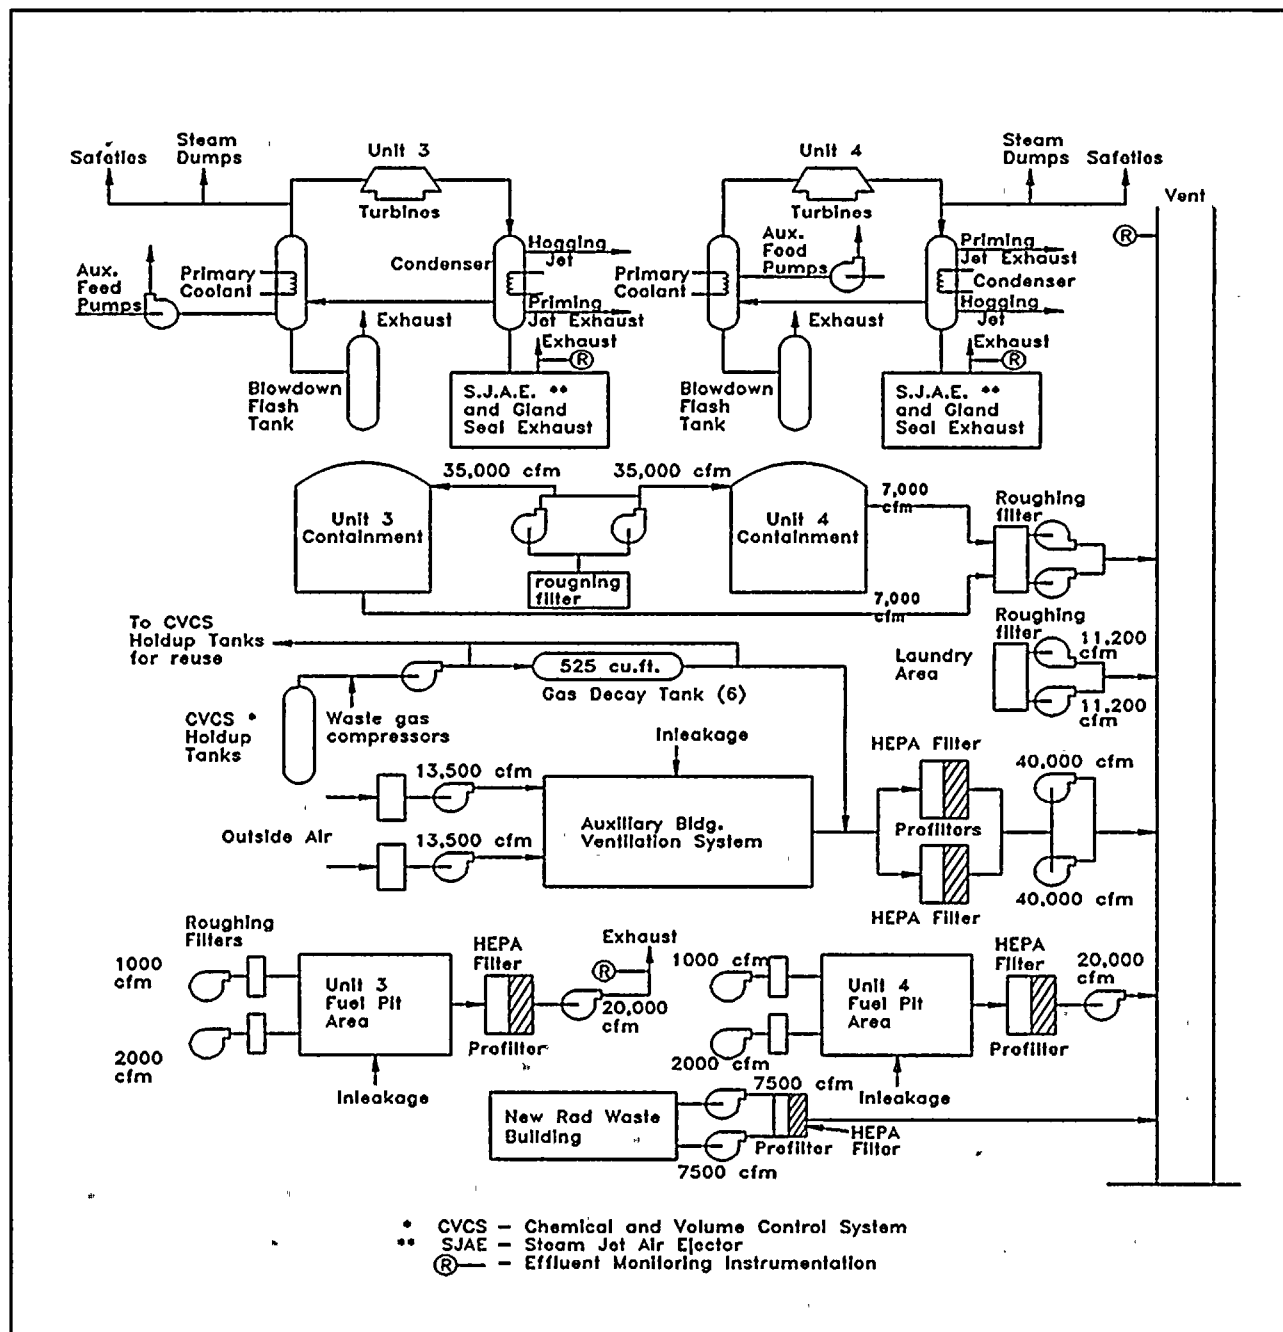 Safeties
Steam
Dumps
Unit 3
Turbines
Aux.
Feed
Pumps
Primary
Coolant
Condenser
Hogging
Jet
Priming
Jet Exhaust
Exhaust
Exhaust
R
Blowdown
Flash
Tank
S.J.A.E. **
and Gland
Seal Exhaust
Unit 4
Turbines
Steam
Dumps
Safeties
Vent
R
Aux.
Feed
Pumps
Primary
Coolant
Priming
Jet Exhaust
Condenser
Hogging
Jet
Exhaust
Exhaust
R
Blowdown
Flash
Tank
S.J.A.E. **
and Gland
Seal Exhaust
35,000 cfm
35,000 cfm
Unit 3
Containment
Unit 4
Containment
roughing
filter
7,000
cfm
7,000
cfm
Roughing
filter
To CVCS
Holdup Tanks
for reuse
525 cu.ft.
Gas Decay Tank (6)
CVCS *
Holdup
Tanks
Waste gas
compressors
Laundry
Area
Roughing
filter
11,200
cfm
11,200
cfm
Inleakage
13,500 cfm
Outside Air
13,500 cfm
Auxiliary Bldg.
Ventilation System
HEPA Filter
Prefilters
HEPA Filter
40,000 cfm
40,000 cfm
Roughing
Filters
1000
cfm
2000
cfm
Unit 3
Fuel Pit
Area
Inleakage
HEPA
Filter
Prefilter
R
Exhaust
20,000
cfm
1000 cfm
2000 cfm
Unit 4
Fuel Pit
Area
Inleakage
HEPA
Filter
Prefilter
20,000
cfm
New Rad Waste
Building
7500 cfm
7500 cfm
Prefilter
HEPA
Filter
* CVCS – Chemical and Volume Control System
** SJAE – Steam Jet Air Ejector
R – Effluent Monitoring Instrumentation